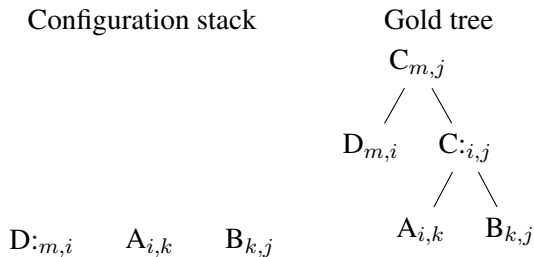 Configuration stack Gold tree
C_{m,j}
D_{m,i} C:_{i,j}
D:_{m,i} A_{i,k} B_{k,j} A_{i,k} B_{k,j}